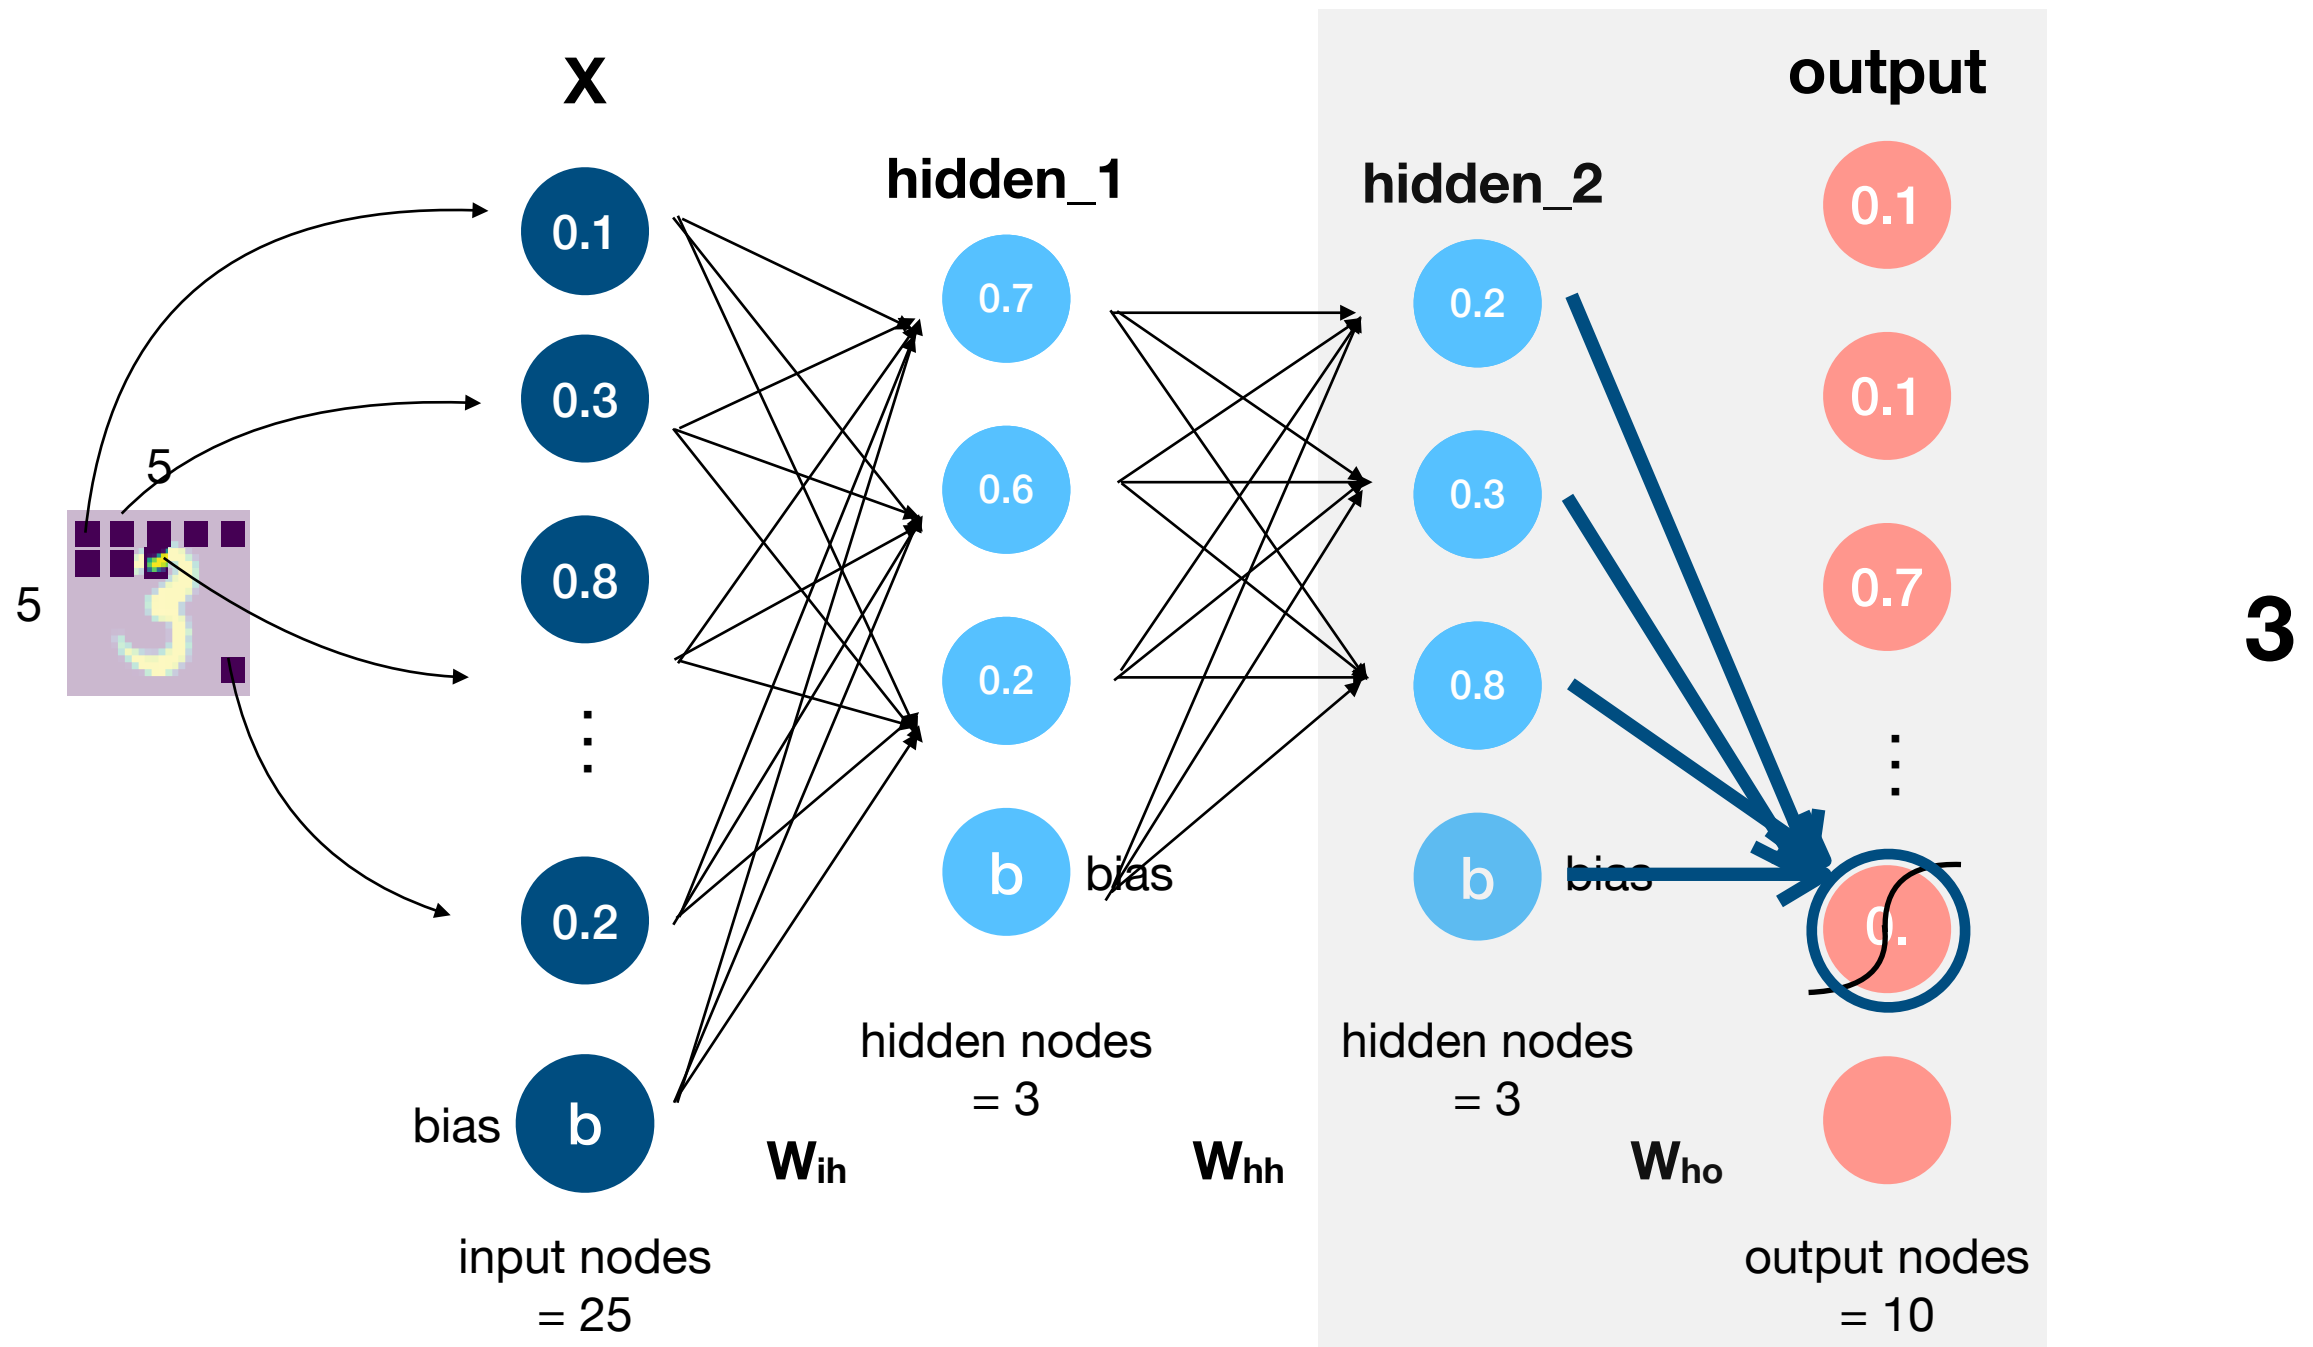 X
output
hidden_1
hidden_2
0.1
0.3
0.8
0.2
b
bias
5
5
0.7
0.6
0.2
b
bias
0.2
0.3
0.8
b
bias
0.1
0.1
0.7
0.
3
hidden nodes
= 3
hidden nodes
= 3
Wih
Whh
Who
input nodes
= 25
output nodes
= 10